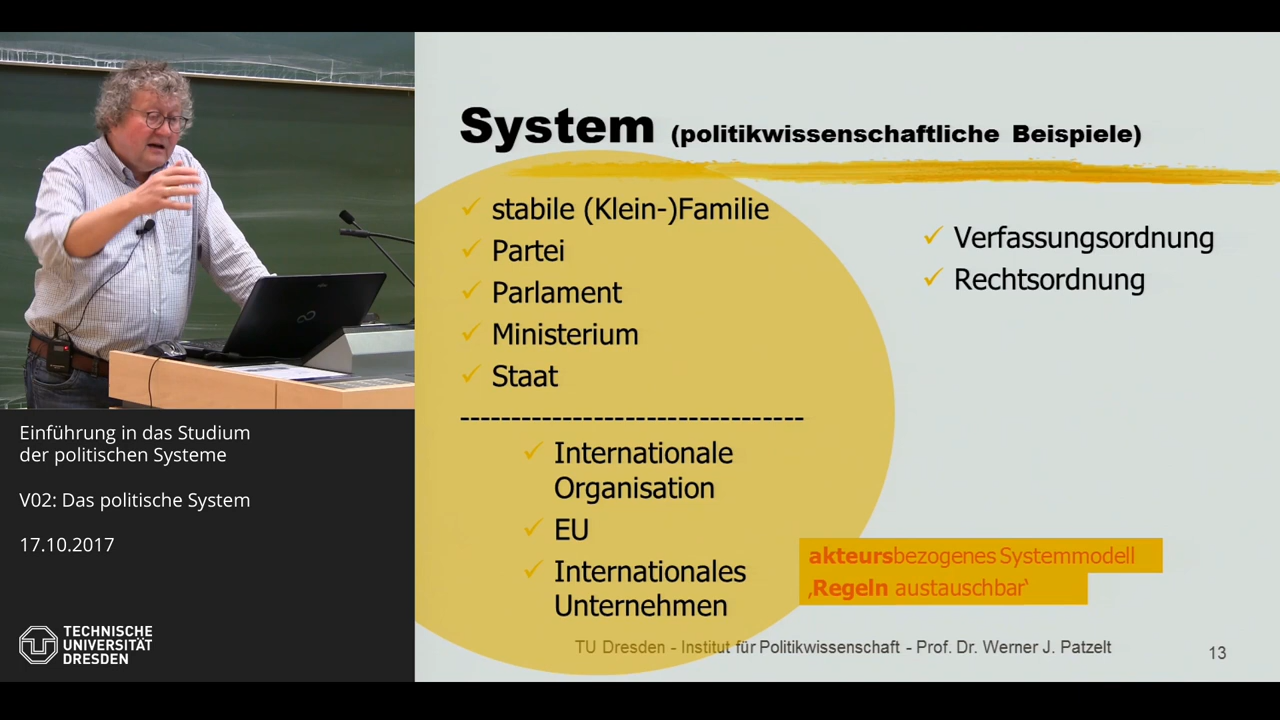 System (politikwissenschaftliche Beispiele)
stabile (Klein-)Familie
Partei
Parlament
Ministerium
Staat
--------------------------------
Internationale
Organisation
EU
Internationales
Unternehmen
Verfassungsordnung
Rechtsordnung
akteursbezogenes Systemmodell
‚Regeln austauschbar‘
TU Dresden - Institut für Politikwissenschaft - Prof. Dr. Werner J. Patzelt
13
Einführung in das Studium
der politischen Systeme
V02: Das politische System
17.10.2017
TECHNISCHE
UNIVERSITÄT
DRESDEN